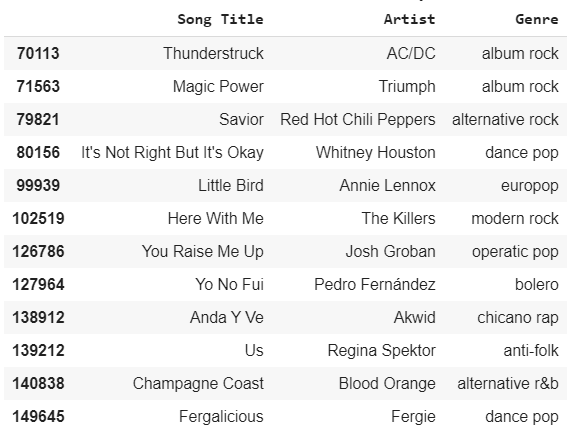 Song Title Artist Genre
70113 Thunderstruck AC/DC album rock
71563 Magic Power Triumph album rock
79821 Savior Red Hot Chili Peppers alternative rock
80156 It's Not Right But It's Okay Whitney Houston dance pop
99939 Little Bird Annie Lennox europop
102519 Here With Me The Killers modern rock
126786 You Raise Me Up Josh Groban operatic pop
127964 Yo No Fui Pedro Fernández bolero
138912 Anda Y Ve Akwid chicano rap
139212 Us Regina Spektor anti-folk
140838 Champagne Coast Blood Orange alternative r&b
149645 Fergalicious Fergie dance pop